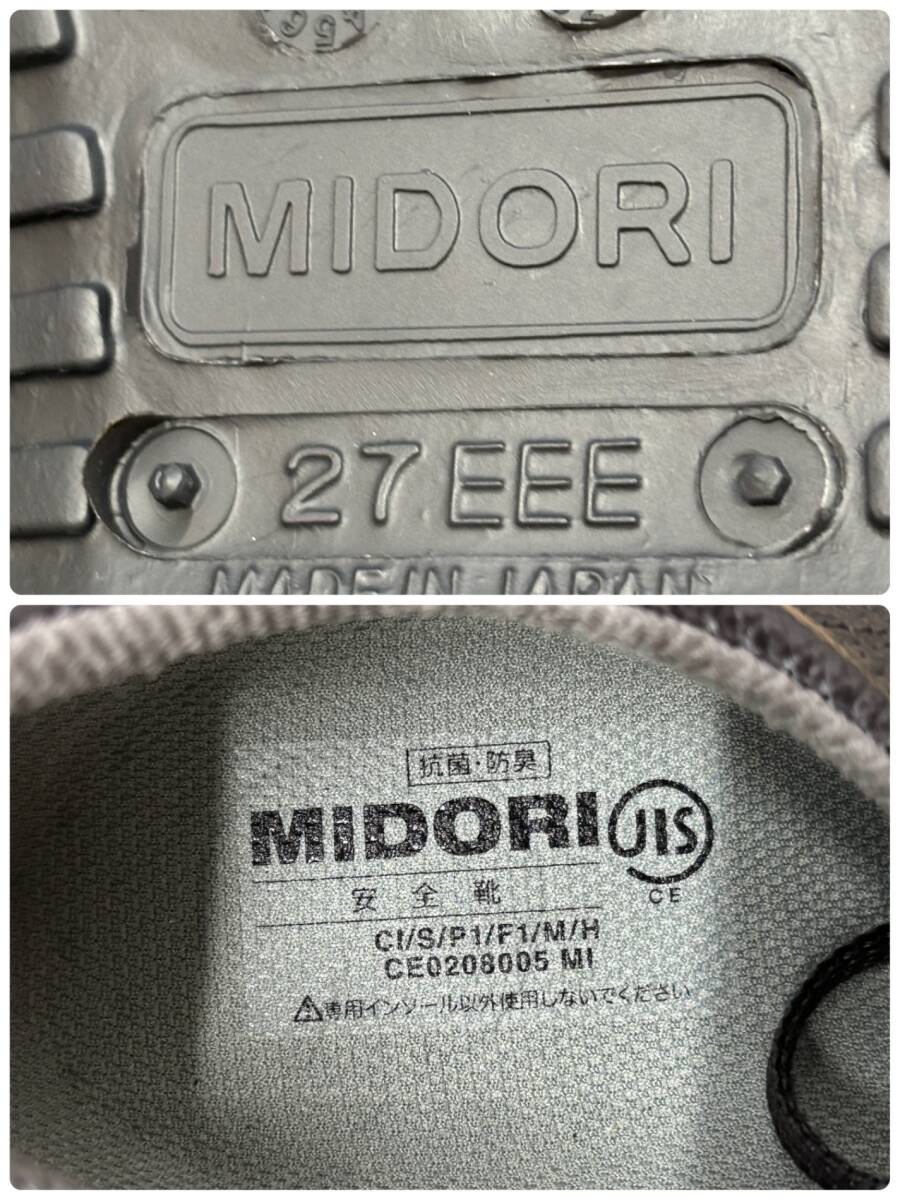 MIDORI
27 EEE
MADE IN JAPAN
抗菌・防臭
MIDORI
JIS
CE
安全靴
CI/S/P1/F1/M/H
CE0208005 MI
専用インソール以外使用しないでください